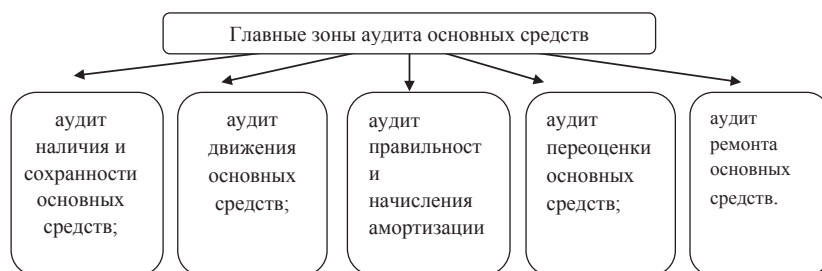 Главные зоны аудита основных средств
аудит
наличия и
сохранности
основных
средств;
аудит
движения
основных
средств;
аудит
правильност
и
начисления
амортизации
аудит
переоценки
основных
средств;
аудит
ремонта
основных
средств.